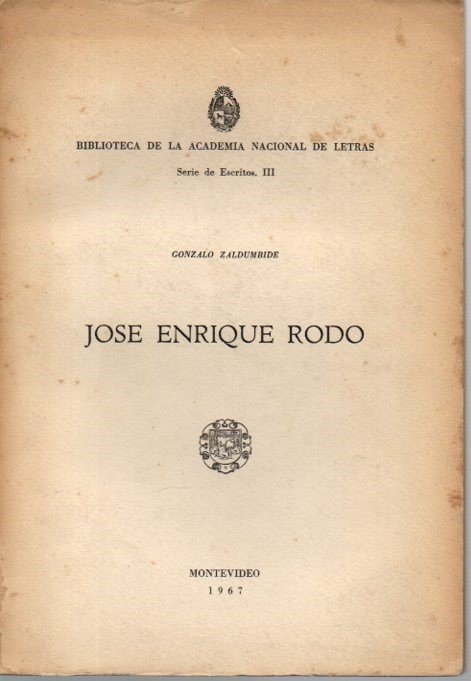 BIBLIOTECA DE LA ACADEMIA NACIONAL DE LETRAS
Serie de Escritos. III
GONZALO ZALDUMBIDE
JOSE ENRIQUE RODO
MONTEVIDEO
1967